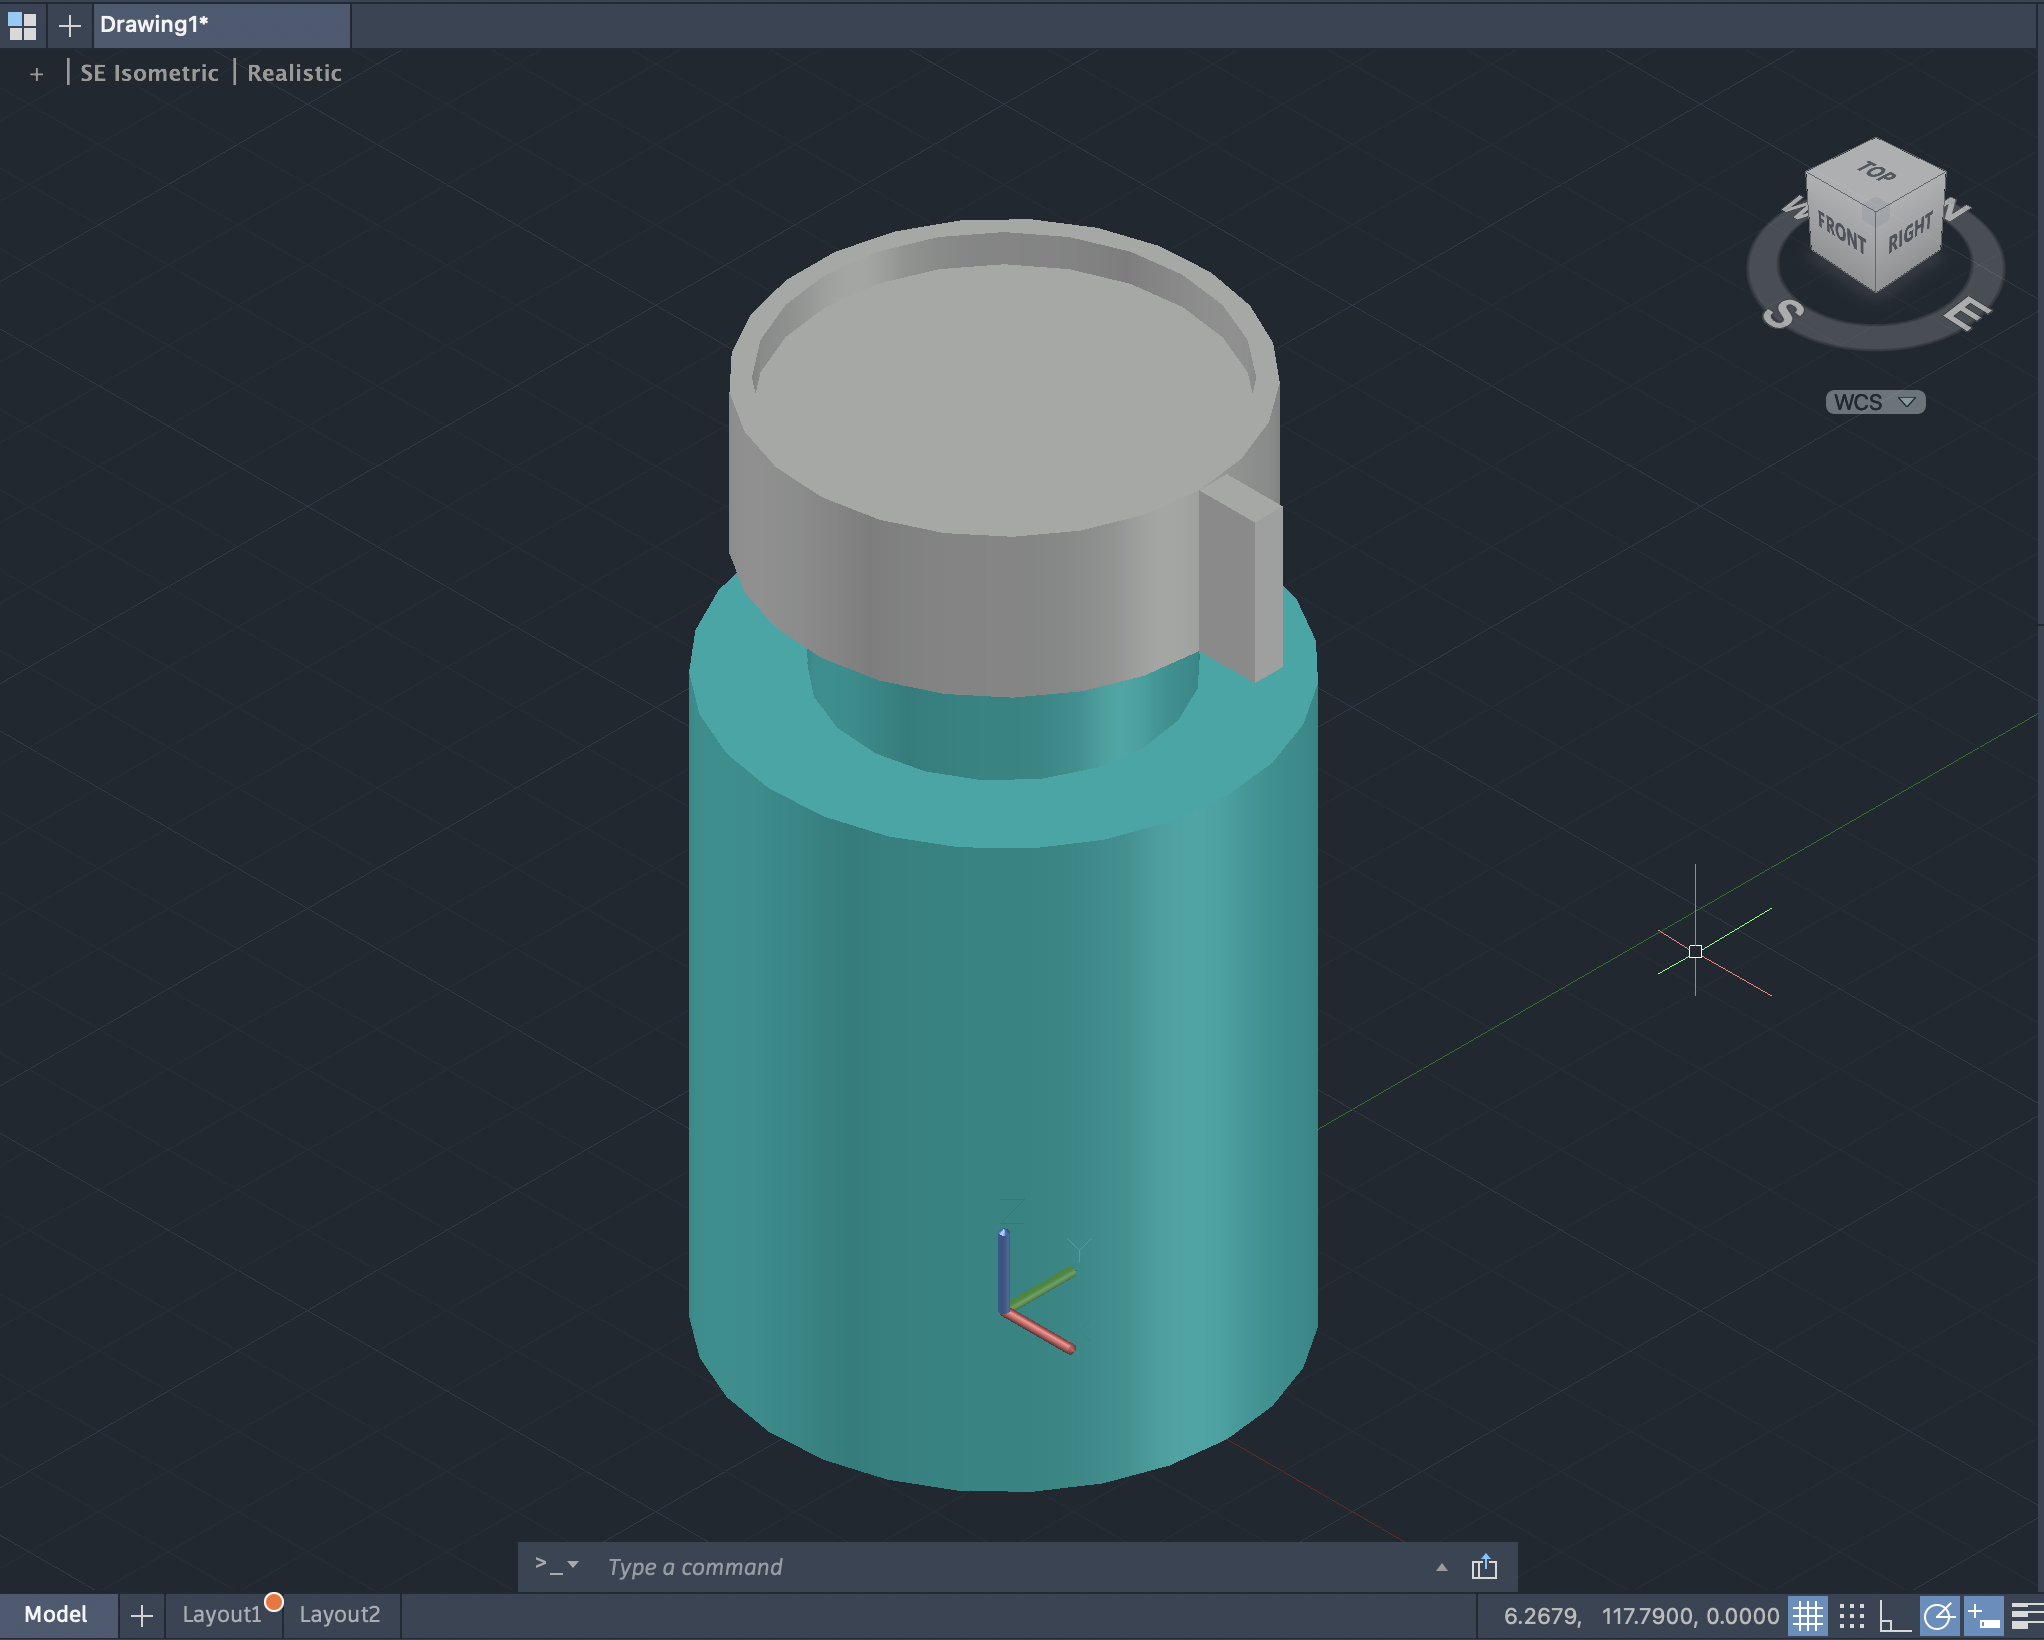 Drawing1*
+ | SE Isometric | Realistic
TOP
W
N
FRONT
RIGHT
S
E
WCS
Z
Y
>_ Type a command
Model
Layout1
Layout2
6.2679, 117.7900, 0.0000